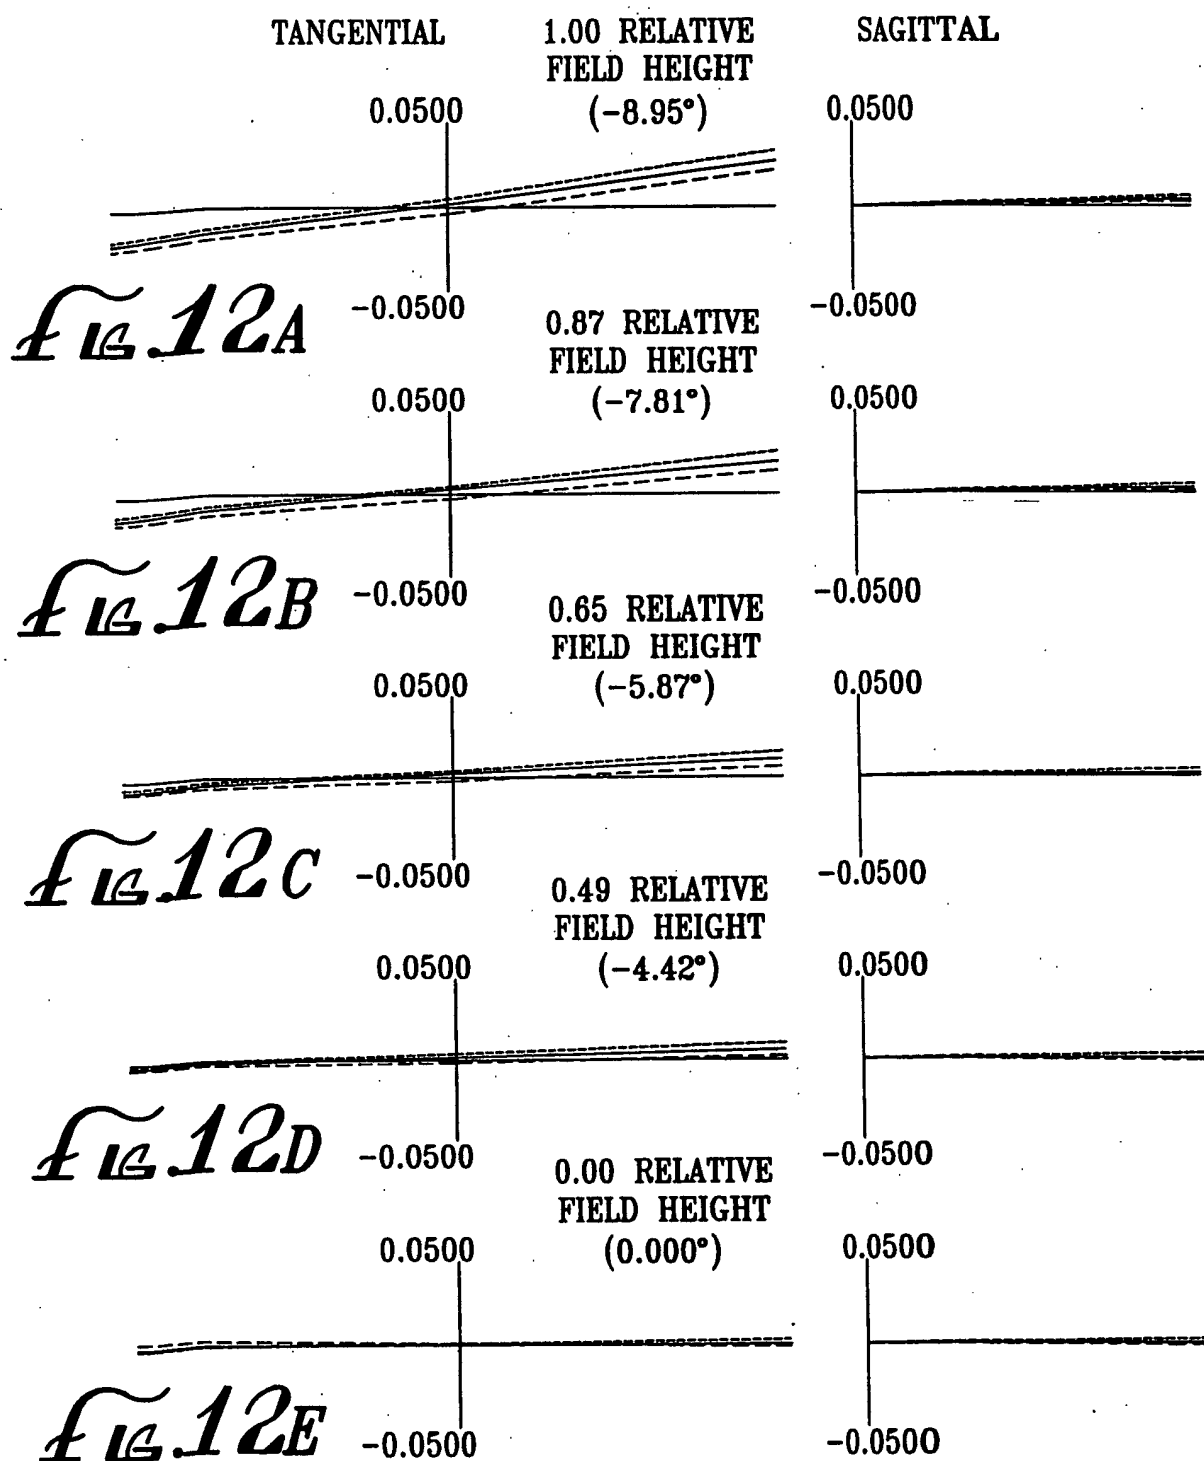 TANGENTIAL 1.00 RELATIVE SAGITTAL
FIELD HEIGHT
0.0500 (-8.95°) 0.0500
-0.0500 -0.0500
FIG. 12A
0.87 RELATIVE
FIELD HEIGHT
0.0500 (-7.81°) 0.0500
-0.0500 -0.0500
FIG. 12B
0.65 RELATIVE
FIELD HEIGHT
0.0500 (-5.87°) 0.0500
-0.0500 -0.0500
FIG. 12C
0.49 RELATIVE
FIELD HEIGHT
0.0500 (-4.42°) 0.0500
-0.0500 -0.0500
FIG. 12D
0.00 RELATIVE
FIELD HEIGHT
0.0500 (0.000°) 0.0500
-0.0500 -0.0500
FIG. 12E